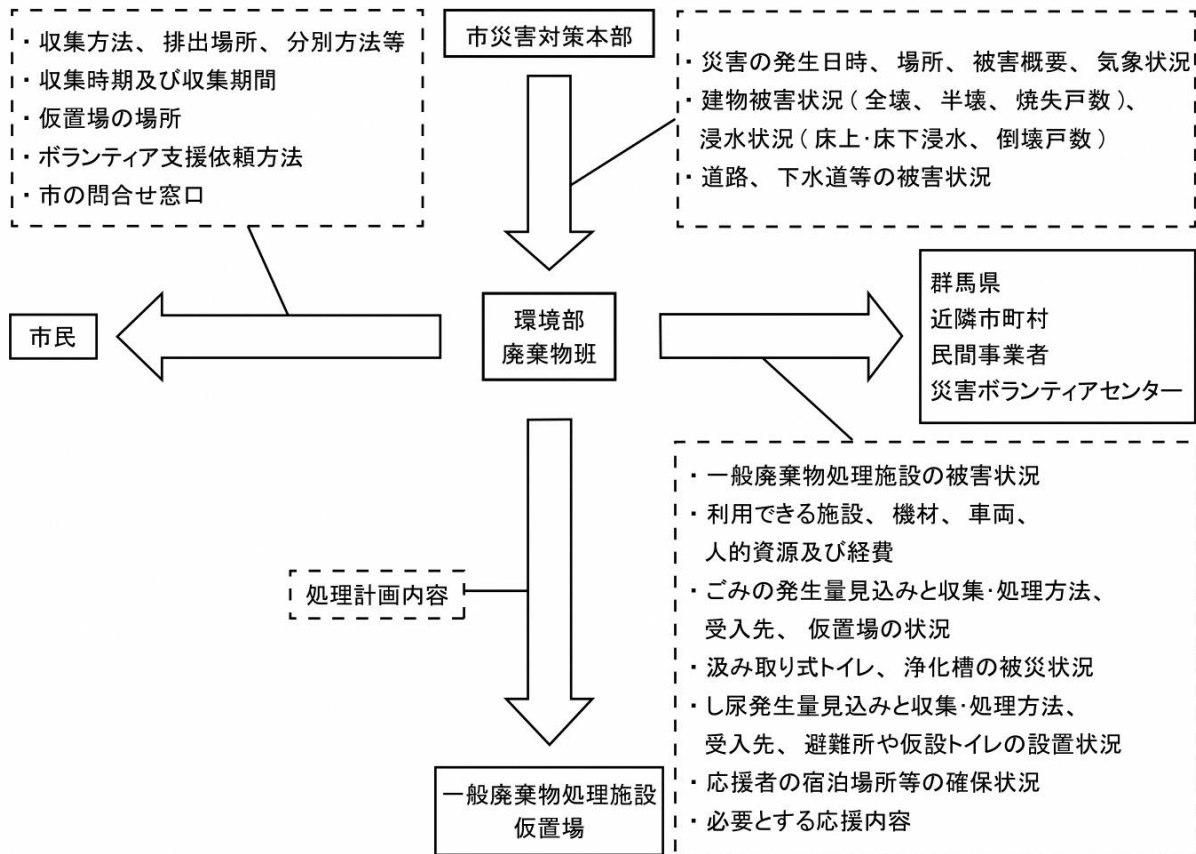 ・収集方法、排出場所、分別方法等
・収集時期及び収集期間
・仮置場の場所
・ボランティア支援依頼方法
・市の問合せ窓口
市災害対策本部
・災害の発生日時、場所、被害概要、気象状況
・建物被害状況(全壊、半壊、焼失戸数)、
浸水状況(床上・床下浸水、倒壊戸数)
・道路、下水道等の被害状況
市民
環境部
廃棄物班
群馬県
近隣市町村
民間事業者
災害ボランティアセンター
処理計画内容
・一般廃棄物処理施設の被害状況
・利用できる施設、機材、車両、
人的資源及び経費
・ごみの発生量見込みと収集・処理方法、
受入先、仮置場の状況
・汲み取り式トイレ、浄化槽の被災状況
・し尿発生量見込みと収集・処理方法、
受入先、避難所や仮設トイレの設置状況
・応援者の宿泊場所等の確保状況
・必要とする応援内容
一般廃棄物処理施設
仮置場